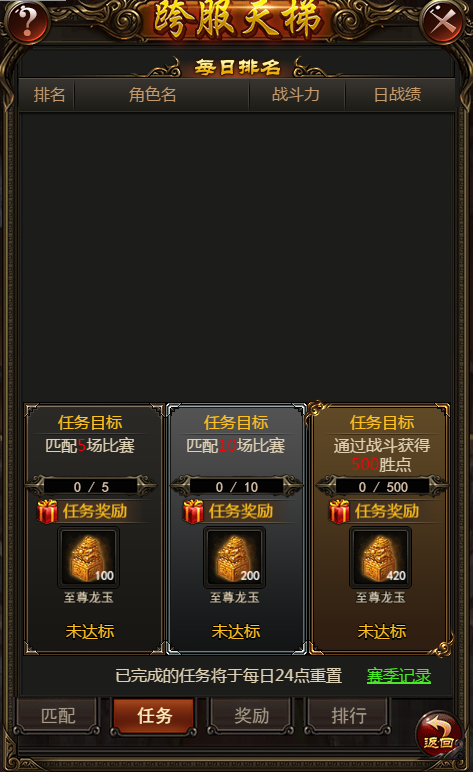 跨服天梯
每日排名
排名 角色名 战斗力 日战绩
任务目标 任务目标 任务目标
匹配5场比赛 匹配10场比赛 通过战斗获得
500胜点
0 / 5 0 / 10 0 / 500
任务奖励 任务奖励 任务奖励
100 200 420
至尊龙玉 至尊龙玉 至尊龙玉
未达标 未达标 未达标
已完成的任务将于每日24点重置 赛季记录
匹配 任务 奖励 排行 返回